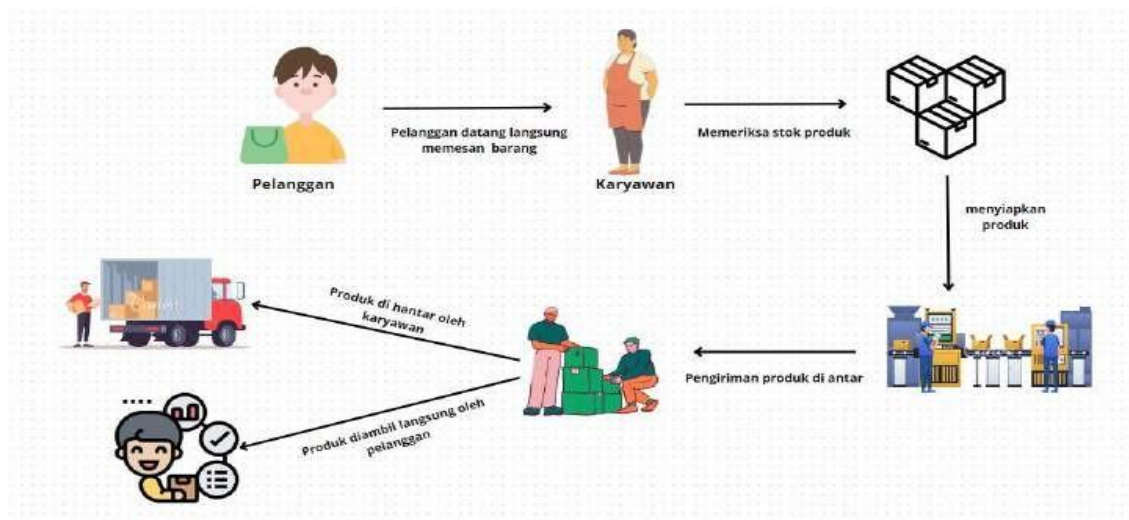 Pelanggan datang langsung
memesan barang
Memeriksa stok produk
Pelanggan
Karyawan
menyiapkan
produk
Produk di hantar oleh
karyawan
Pengiriman produk di antar
Produk diambil langsung oleh
pelanggan